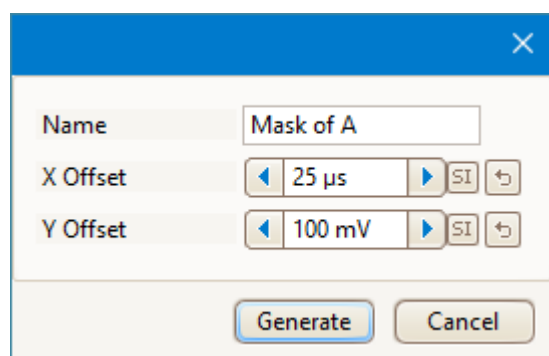 Name Mask of A
X Offset 25 µs SI
Y Offset 100 mV SI
Generate Cancel